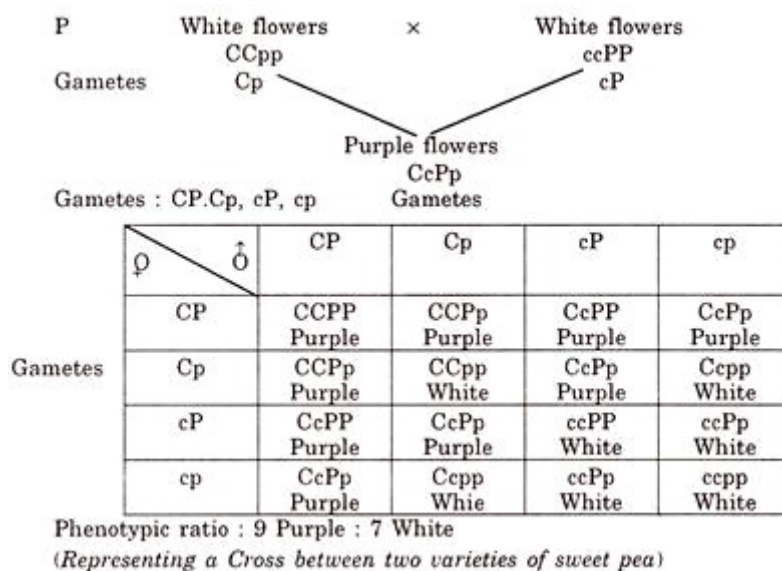 P White flowers × White flowers
CCpp ccPP
Gametes Cp cP
Purple flowers
CcPp
Gametes : CP.Cp, cP, cp Gametes
♀ ♂ CP Cp cP cp
CP CCPP CCPp CcPP CcPp
Purple Purple Purple Purple
Gametes Cp CCPp CCpp CcPp Ccpp
Purple White Purple White
cP CcPP CcPp ccPP ccPp
Purple Purple White White
cp CcPp Ccpp ccPp ccpp
Purple Whie White White
Phenotypic ratio : 9 Purple : 7 White
(Representing a Cross between two varieties of sweet pea)